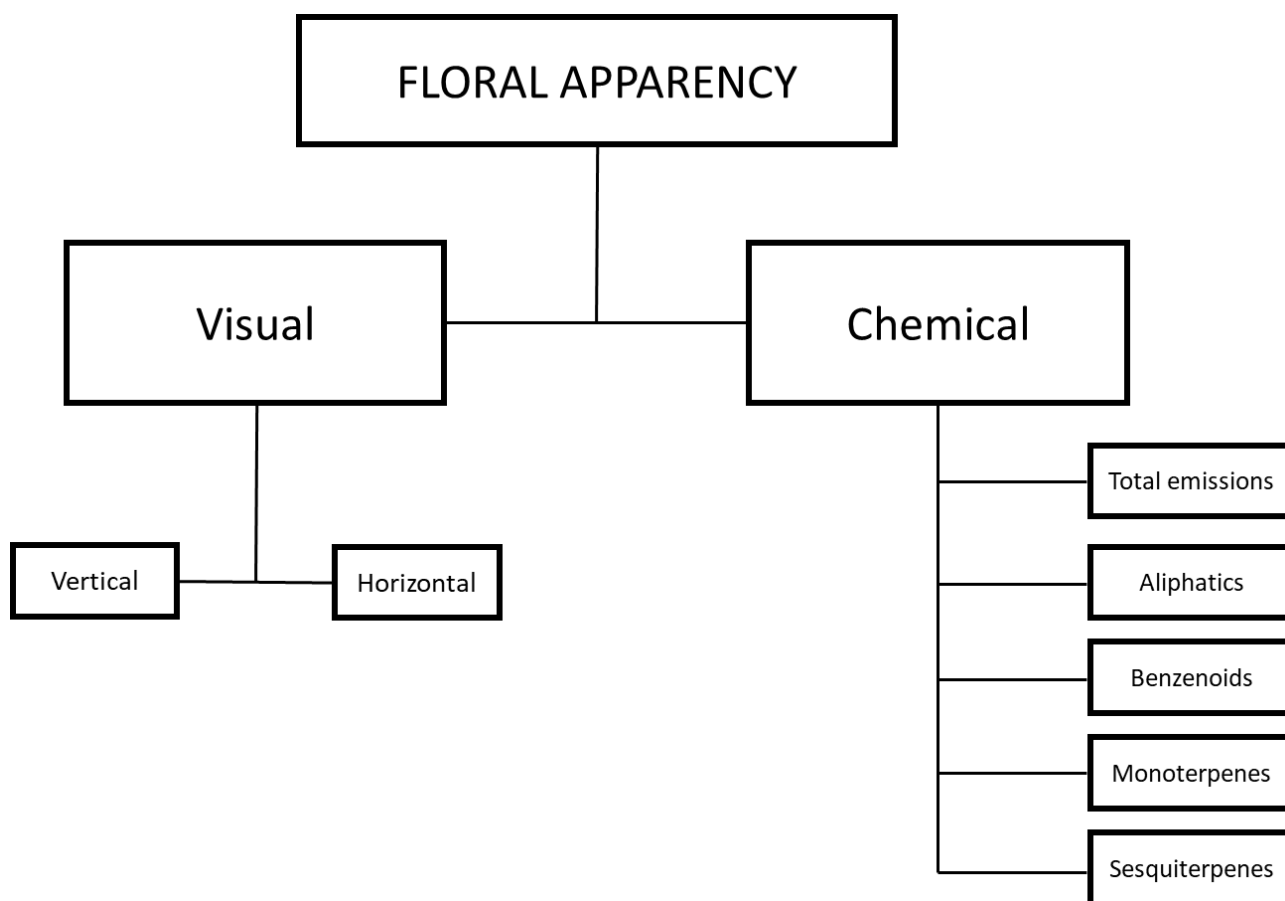 FLORAL APPARENCY
Visual
Chemical
Total emissions
Vertical
Horizontal
Aliphatics
Benzenoids
Monoterpenes
Sesquiterpenes